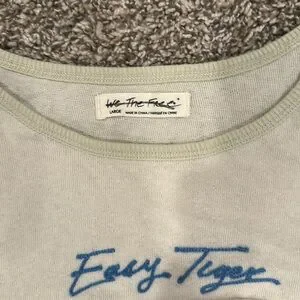 We The Free
LARGE
MADE IN CHINA / FABRIQUÉ EN CHINE
Easy Tiger